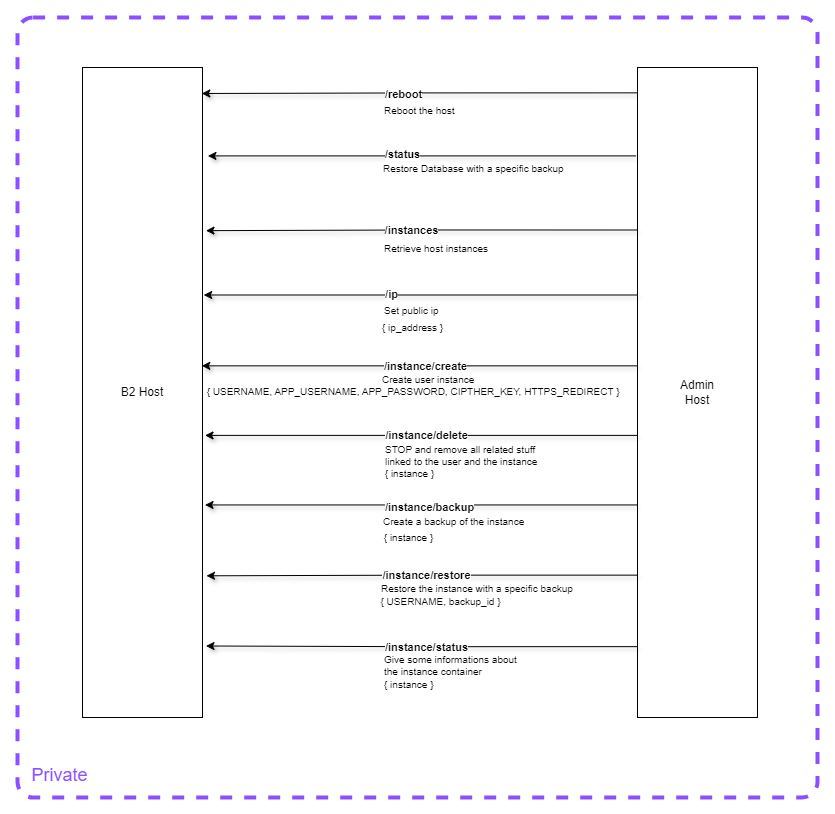 /reboot
Reboot the host
/status
Restore Database with a specific backup
/instances
Retrieve host instances
/ip
Set public ip
{ ip_address }
/instance/create
Create user instance
{ USERNAME, APP_USERNAME, APP_PASSWORD, CIPTHER_KEY, HTTPS_REDIRECT }
B2 Host
Admin
Host
/instance/delete
STOP and remove all related stuff
linked to the user and the instance
{ instance }
/instance/backup
Create a backup of the instance
{ instance }
/instance/restore
Restore the instance with a specific backup
{ USERNAME, backup_id }
/instance/status
Give some informations about
the instance container
{ instance }
Private